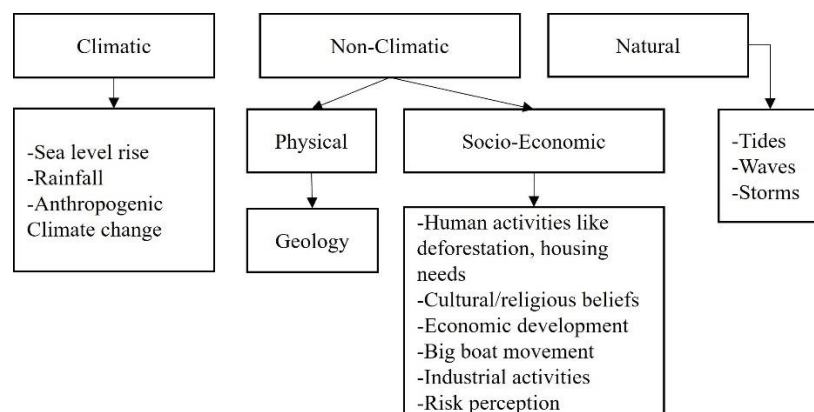 Climatic
Non-Climatic
Natural
-Sea level rise
-Rainfall
-Anthropogenic
Climate change
Physical
Socio-Economic
-Tides
-Waves
-Storms
Geology
-Human activities like
deforestation, housing
needs
-Cultural/religious beliefs
-Economic development
-Big boat movement
-Industrial activities
-Risk perception